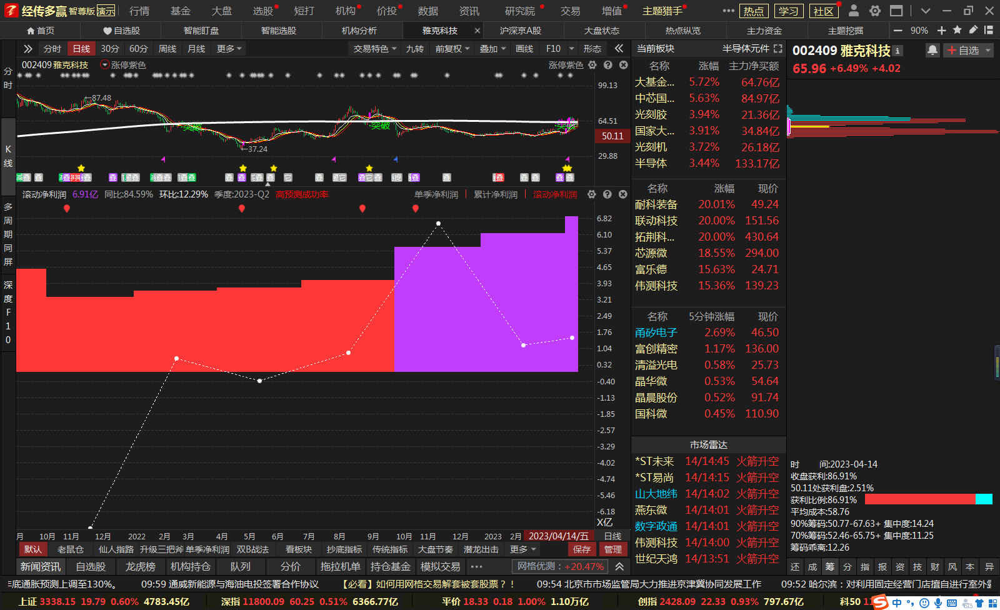 经传多赢 智尊版 演示 行情 基金 大盘 选股 短打 机构 价投 数据 资讯 研究院 交易 增值 主题猎手 热点 学习 社区
首页 自选股 智能盯盘 智能选股 机构分析 雅克科技 × 沪深京A股 大盘状态 热点纵览 主力资金 主题挖掘 90%
分时 日线 30分 60分 周线 月线 更多 交易特色 九转 前复权 叠加 画线 F10 形态
002409 雅克科技 涨停紫色 涨停紫色
分时
K线
多周期同屏
深度F10
99.13
87.48
64.51
50.11
37.24
29.88
突破 突破 突破
滚动净利润 6.91亿 同比:84.59% 环比:12.29% 季度:2023-Q2 高预测成功率 单季净利润 累计净利润 滚动净利润
6.82
6.10
5.37
4.65
3.93
3.21
2.49
1.76
1.04
0.32
-0.40
-1.13
-1.85
-2.57
-3.29
-4.02
-4.74
-5.46
-6.18
X亿
月 10月 11月 12月 2022 2月 3月 4月 5月 6月 7月 8月 9月 10月 11月 12月 2023 2月 2023/04/14/五 日线
默认 老鼠仓 仙人指路 升级三把斧 单季净利润 双B战法 看板块 抄底指标 传统指标 大盘节奏 潜龙出击 更多 保存 管理
新闻资讯 自选股 龙虎榜 机构持仓 队列 分价 拖拉机单 持仓基金 模拟交易 网格优测：+20.47%
当前板块 半导体元件
名称 涨幅 主力净买额
大基金... 5.72% 64.76亿
中芯国... 5.63% 84.97亿
光刻胶 3.94% 21.36亿
国家大... 3.91% 34.84亿
光刻机 3.72% 26.18亿
半导体 3.44% 133.17亿
名称 涨幅 现价
耐科装备 20.01% 49.24
联动科技 20.00% 151.56
拓荆科... 20.00% 430.64
芯源微 18.55% 294.00
富乐德 15.63% 24.71
伟测科技 15.36% 139.23
名称 5分钟涨幅 现价
甬矽电子 2.69% 46.50
富创精密 1.17% 136.00
清溢光电 0.58% 25.73
晶华微 0.53% 54.64
晶晨股份 0.52% 91.74
国科微 0.45% 110.90
市场雷达
*ST未来 14/14:45 火箭升空
*ST易尚 14/14:15 火箭升空
山大地纬 14/14:02 火箭升空
燕东微 14/14:01 火箭升空
数字政通 14/14:01 火箭升空
伟测科技 14/14:00 火箭升空
世纪天鸿 14/13:51 火箭升空
002409 雅克科技 自选
65.96 +6.49% +4.02
时 间:2023-04-14
收盘获利:86.91%
50.11处获利盘:2.51%
获利比例:86.91%
平均成本:58.76
90%筹码:50.77-67.63+ 集中度:14.24
70%筹码:52.46-65.75+ 集中度:11.25
筹码乖离:12.26
还 成 筹 分 指 报 资 技 财 风 本 异
年底通胀预测上调至130%。 09:59 通威新能源与海油电投签署合作协议 【必看】如何用网格交易解套被套股票？！ 09:54 北京市市场监管局大力推进京津冀协同发展工作 09:52 哈尔滨：对利用固定经营门店擅自进行室外
上证 3338.15 19.79 0.60% 4783.45亿 深指 11800.09 60.25 0.51% 6366.77亿 平价 18.33 0.18 1.00% 1.10万亿 创指 2428.09 22.33 0.93% 797.67亿 科50 中